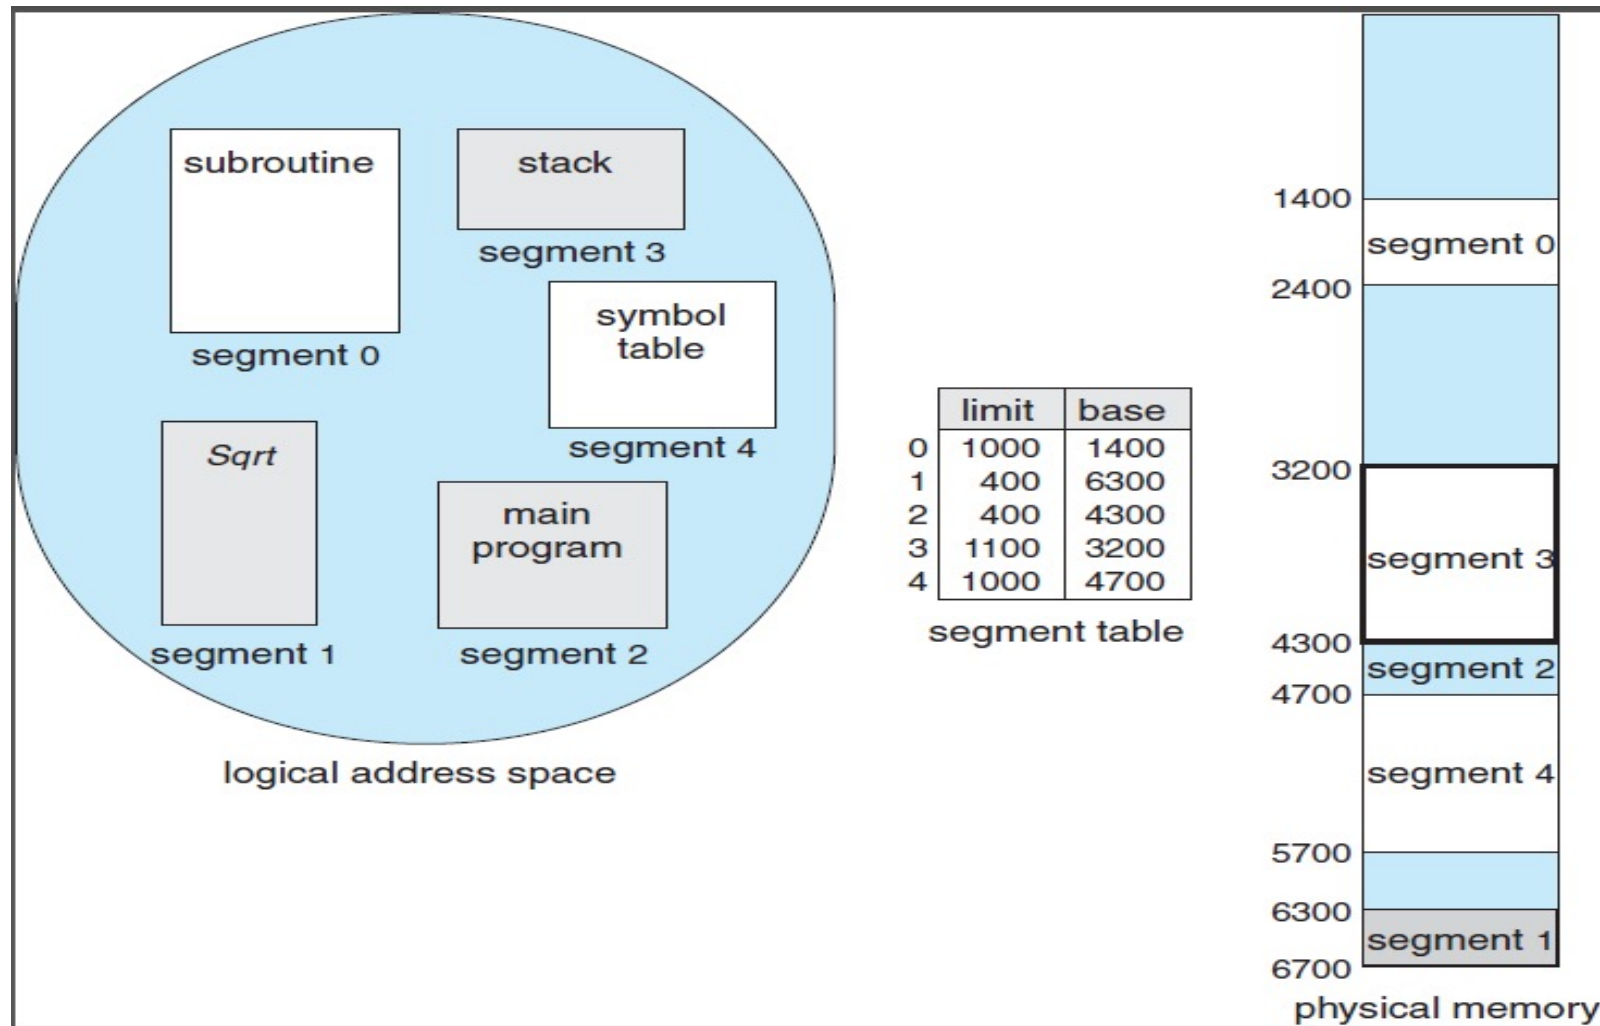 subroutine
segment 0
stack
segment 3
symbol
table
segment 4
Sqrt
segment 1
main
program
segment 2
logical address space
limit base
0 1000 1400
1 400 6300
2 400 4300
3 1100 3200
4 1000 4700
segment table
1400
segment 0
2400
3200
segment 3
4300
segment 2
4700
segment 4
5700
6300
segment 1
6700
physical memory